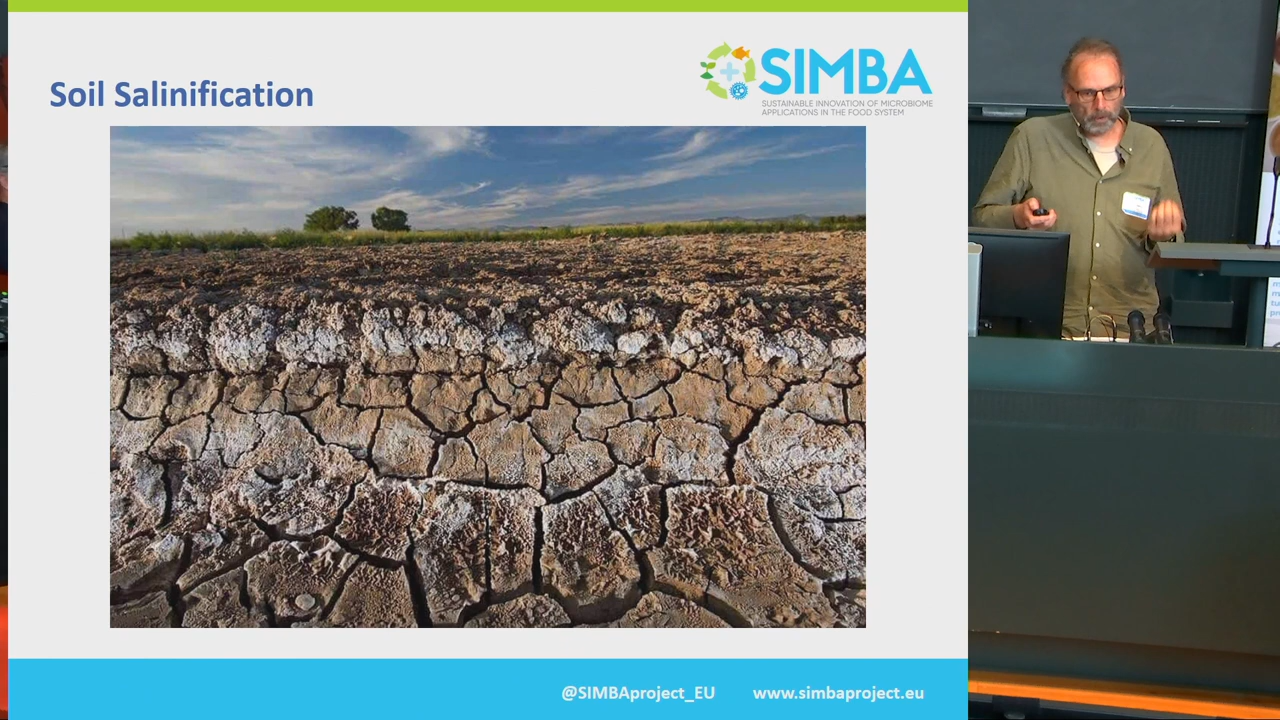 Soil Salinification
SIMBA
SUSTAINABLE INNOVATION OF MICROBIOME
APPLICATIONS IN THE FOOD SYSTEM
@SIMBAproject_EU www.simbaproject.eu